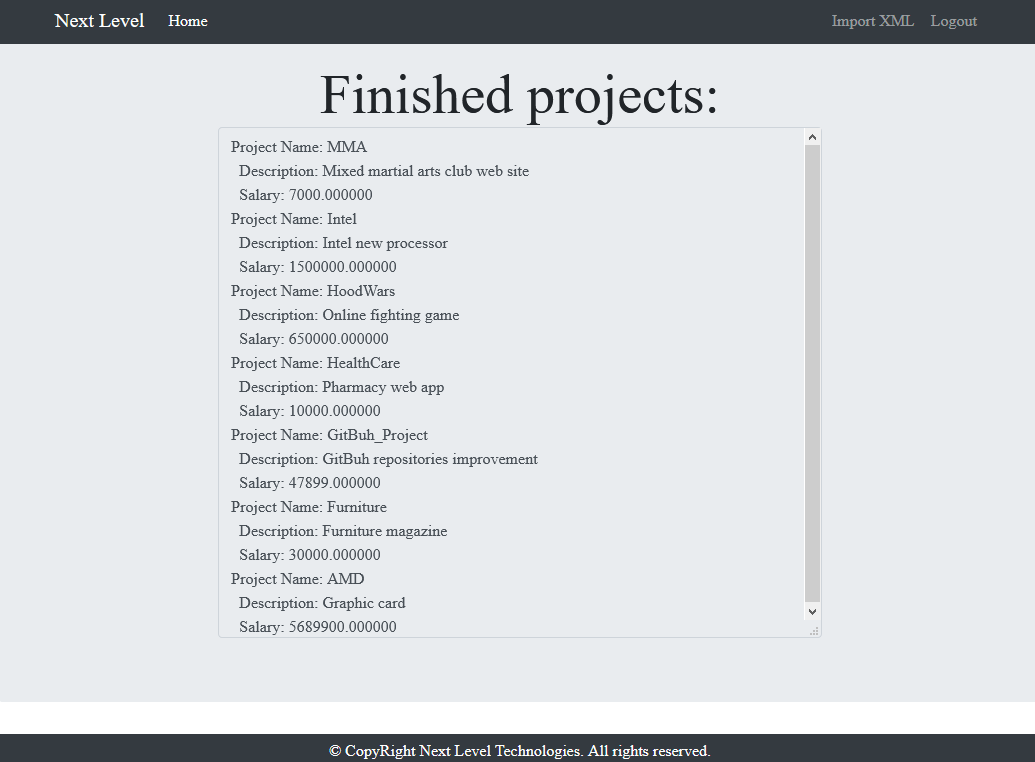 Next Level Home Import XML Logout
Finished projects:
Project Name: MMA
Description: Mixed martial arts club web site
Salary: 7000.000000
Project Name: Intel
Description: Intel new processor
Salary: 1500000.000000
Project Name: HoodWars
Description: Online fighting game
Salary: 650000.000000
Project Name: HealthCare
Description: Pharmacy web app
Salary: 10000.000000
Project Name: GitBuh_Project
Description: GitBuh repositories improvement
Salary: 47899.000000
Project Name: Furniture
Description: Furniture magazine
Salary: 30000.000000
Project Name: AMD
Description: Graphic card
Salary: 5689900.000000
© CopyRight Next Level Technologies. All rights reserved.